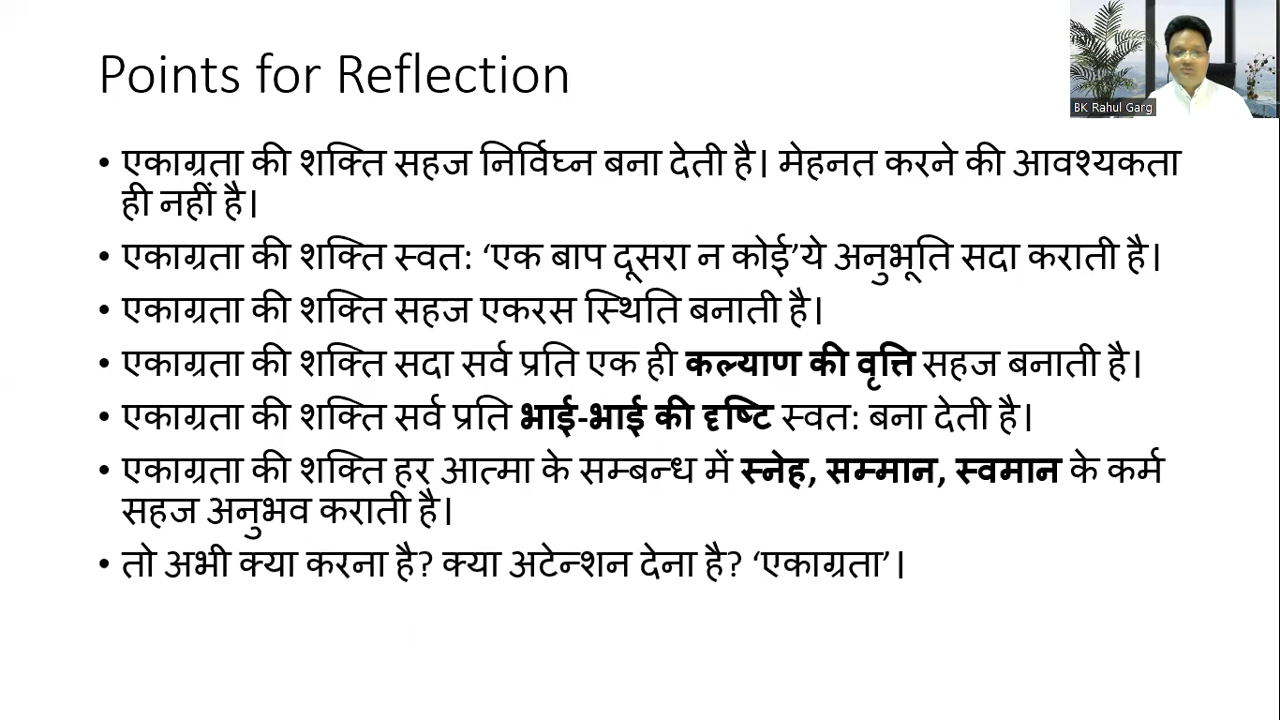 Points for Reflection
BK Rahul Garg
• एकाग्रता की शक्ति सहज निर्विघ्न बना देती है। मेहनत करने की आवश्यकता
ही नहीं है।
• एकाग्रता की शक्ति स्वत: ‘एक बाप दूसरा न कोई’ये अनुभूति सदा कराती है।
• एकाग्रता की शक्ति सहज एकरस स्थिति बनाती है।
• एकाग्रता की शक्ति सदा सर्व प्रति एक ही कल्याण की वृत्ति सहज बनाती है।
• एकाग्रता की शक्ति सर्व प्रति भाई-भाई की दृष्टि स्वत: बना देती है।
• एकाग्रता की शक्ति हर आत्मा के सम्बन्ध में स्नेह, सम्मान, स्वमान के कर्म
सहज अनुभव कराती है।
• तो अभी क्या करना है? क्या अटेन्शन देना है? ‘एकाग्रता’।